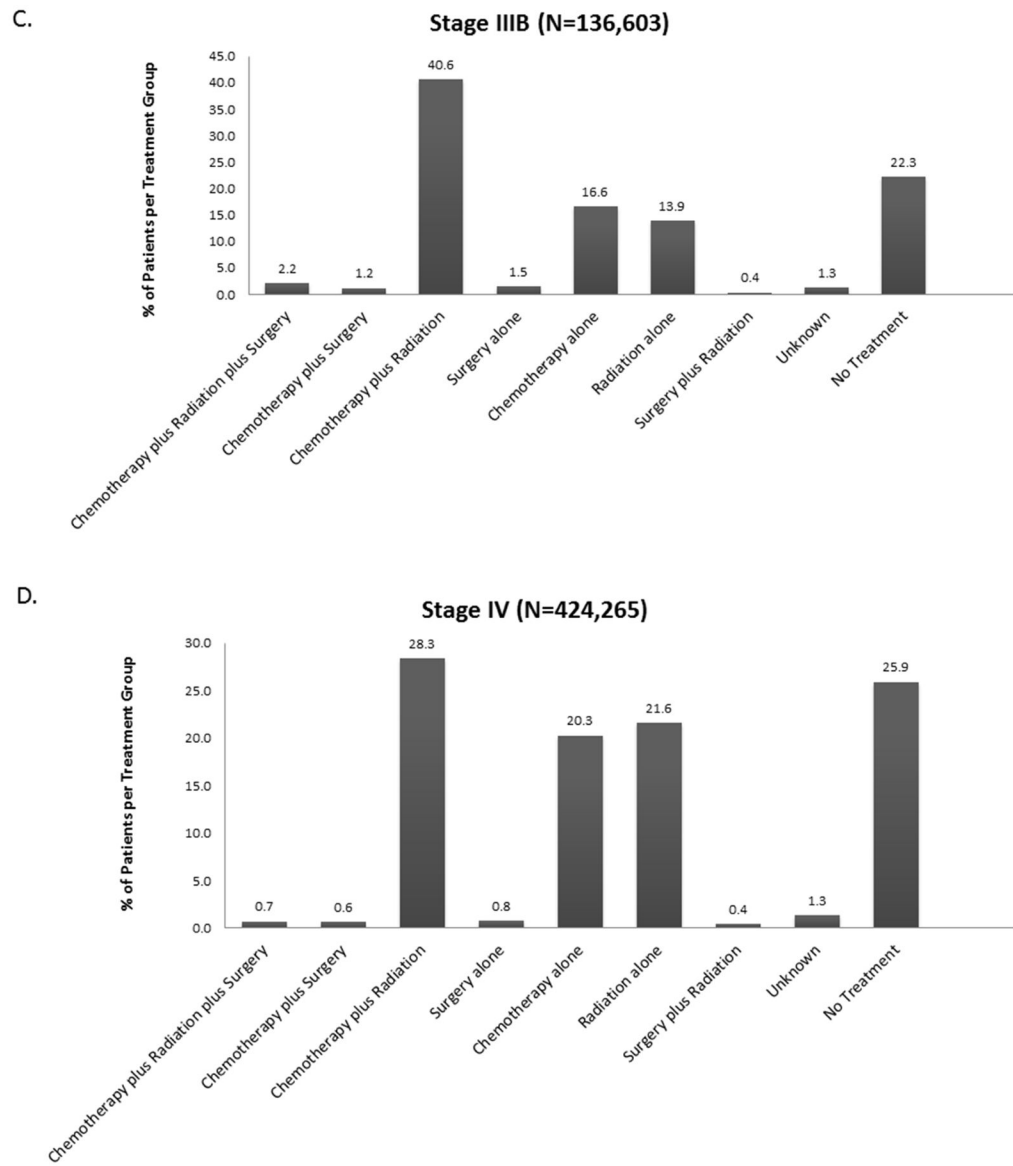 C.
Stage IIIB (N=136,603)
% of Patients per Treatment Group
45.0
40.0
35.0
30.0
25.0
20.0
15.0
10.0
5.0
0.0
2.2
1.2
40.6
1.5
16.6
13.9
0.4
1.3
22.3
Chemotherapy plus Radiation plus Surgery
Chemotherapy plus Surgery
Chemotherapy plus Radiation
Surgery alone
Chemotherapy alone
Radiation alone
Surgery plus Radiation
Unknown
No Treatment
D.
Stage IV (N=424,265)
% of Patients per Treatment Group
30.0
25.0
20.0
15.0
10.0
5.0
0.0
0.7
0.6
28.3
0.8
20.3
21.6
0.4
1.3
25.9
Chemotherapy plus Radiation plus Surgery
Chemotherapy plus Surgery
Chemotherapy plus Radiation
Surgery alone
Chemotherapy alone
Radiation alone
Surgery plus Radiation
Unknown
No Treatment